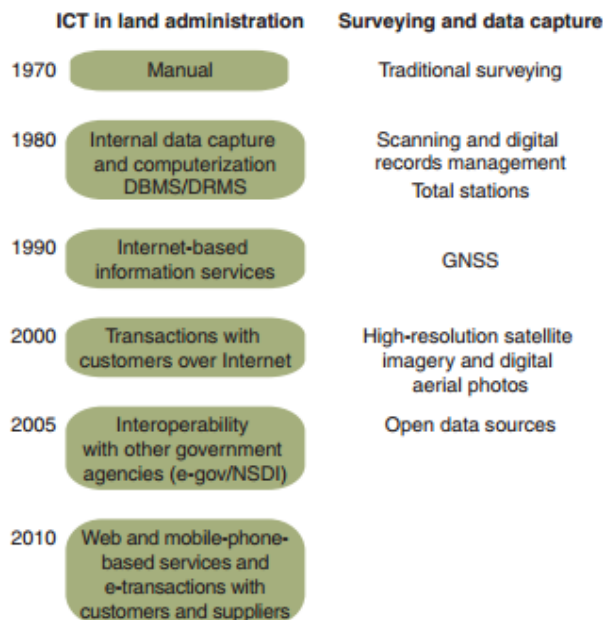 ICT in land administration
Surveying and data capture
1970
Manual
Traditional surveying
1980
Internal data capture
and computerization
DBMS/DRMS
Scanning and digital
records management
Total stations
1990
Internet-based
information services
GNSS
2000
Transactions with
customers over Internet
High-resolution satellite
imagery and digital
aerial photos
2005
Interoperability
with other government
agencies (e-gov/NSDI)
Open data sources
2010
Web and mobile-phone-
based services and
e-transactions with
customers and suppliers